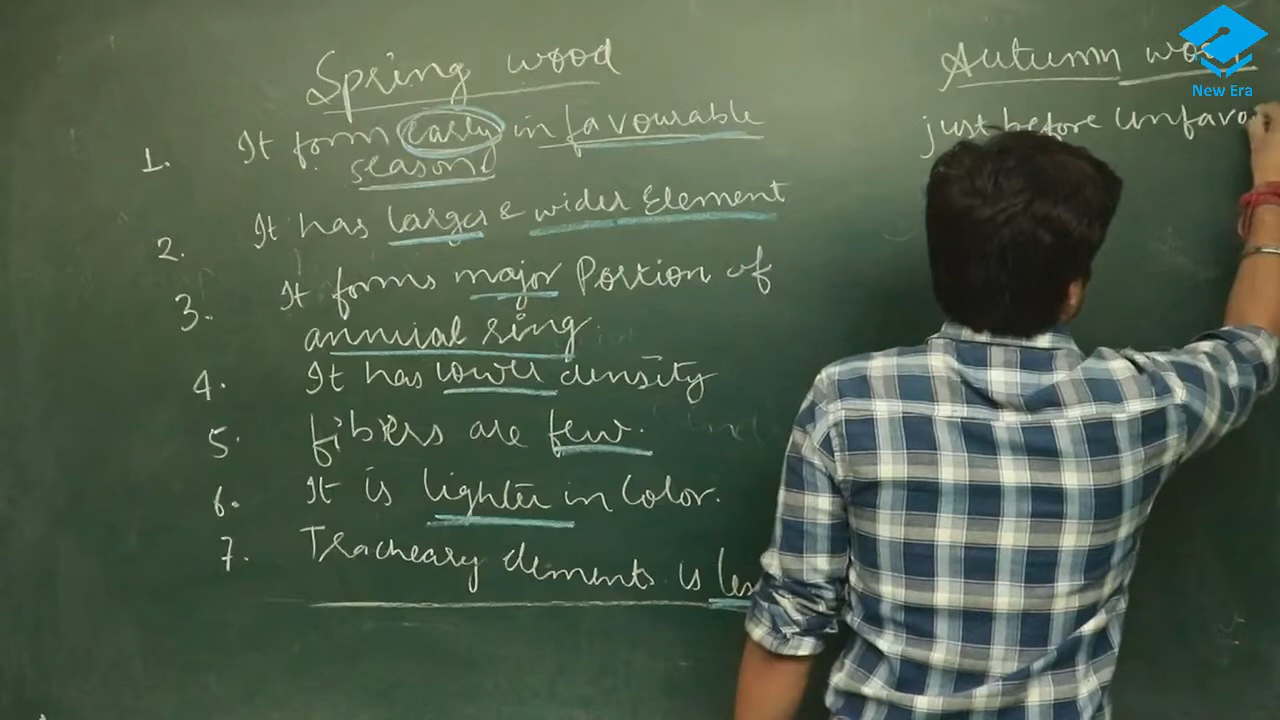 Spring wood
1. It form early in favourable
season
2. It has larger & wider Element
3. It forms major Portion of
annual ring.
4. It has lower density
5. fibers are few.
6. It is lighter in Color.
7. Tracheary elements is les
Autumn wood
just before Unfavo
New Era